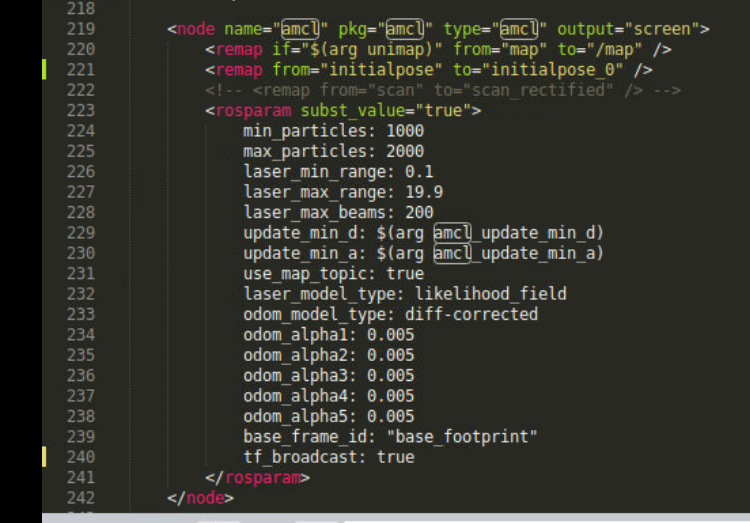 218
219 <node name="amcl" pkg="amcl" type="amcl" output="screen">
220 <remap if="$(arg unimap)" from="map" to="/map" />
221 <remap from="initialpose" to="initialpose_0" />
222 <!-- <remap from="scan" to="scan_rectified" /> -->
223 <rosparam subst_value="true">
224 min_particles: 1000
225 max_particles: 2000
226 laser_min_range: 0.1
227 laser_max_range: 19.9
228 laser_max_beams: 200
229 update_min_d: $(arg amcl_update_min_d)
230 update_min_a: $(arg amcl_update_min_a)
231 use_map_topic: true
232 laser_model_type: likelihood_field
233 odom_model_type: diff-corrected
234 odom_alpha1: 0.005
235 odom_alpha2: 0.005
236 odom_alpha3: 0.005
237 odom_alpha4: 0.005
238 odom_alpha5: 0.005
239 base_frame_id: "base_footprint"
240 tf_broadcast: true
241 </rosparam>
242 </node>